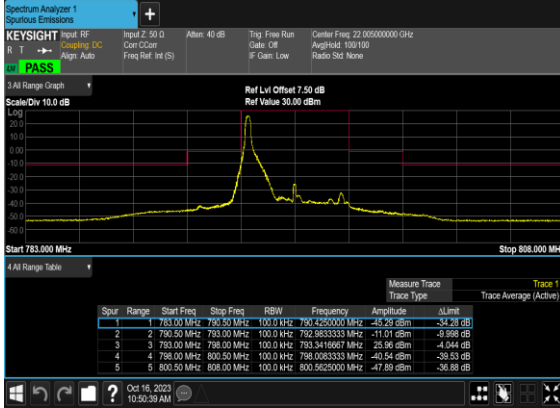 Spectrum Analyzer 1
Spurious Emissions
KEYSIGHT Input: RF Input Z: 50 Ω Atten: 40 dB Trig: Free Run Center Freq: 22.005000000 GHz
R T Coupling: DC Corr CCorr Gate: Off Avg|Hold: 100/100
Align: Auto Freq Ref: Int (S) IF Gain: Low Radio Std: None
PASS
3.All Range Graph
Ref Lvl Offset 7.50 dB
Scale/Div 10.0 dB Ref Value 30.00 dBm
Log
20.0
10.0
0.00
-10.0
-20.0
-30.0
-40.0
-50.0
-60.0
Start 783.000 MHz Stop 808.000 MHz
4.All Range Table
Measure Trace Trace 1
Trace Type Trace Average (Active)
Spur Range Start Freq Stop Freq RBW Frequency Amplitude ΔLimit
1 1 783.00 MHz 790.50 MHz 100.0 kHz 790.4250000 MHz -45.29 dBm -34.28 dB
2 2 790.50 MHz 793.00 MHz 100.0 kHz 792.9833333 MHz -11.01 dBm -9.998 dB
3 3 793.00 MHz 798.00 MHz 100.0 kHz 793.3416667 MHz 25.96 dBm -4.044 dB
4 4 798.00 MHz 800.50 MHz 100.0 kHz 798.0083333 MHz -40.54 dBm -39.53 dB
5 5 800.50 MHz 808.00 MHz 100.0 kHz 800.5625000 MHz -47.89 dBm -36.88 dB
Oct 16, 2023
10:50:39 AM